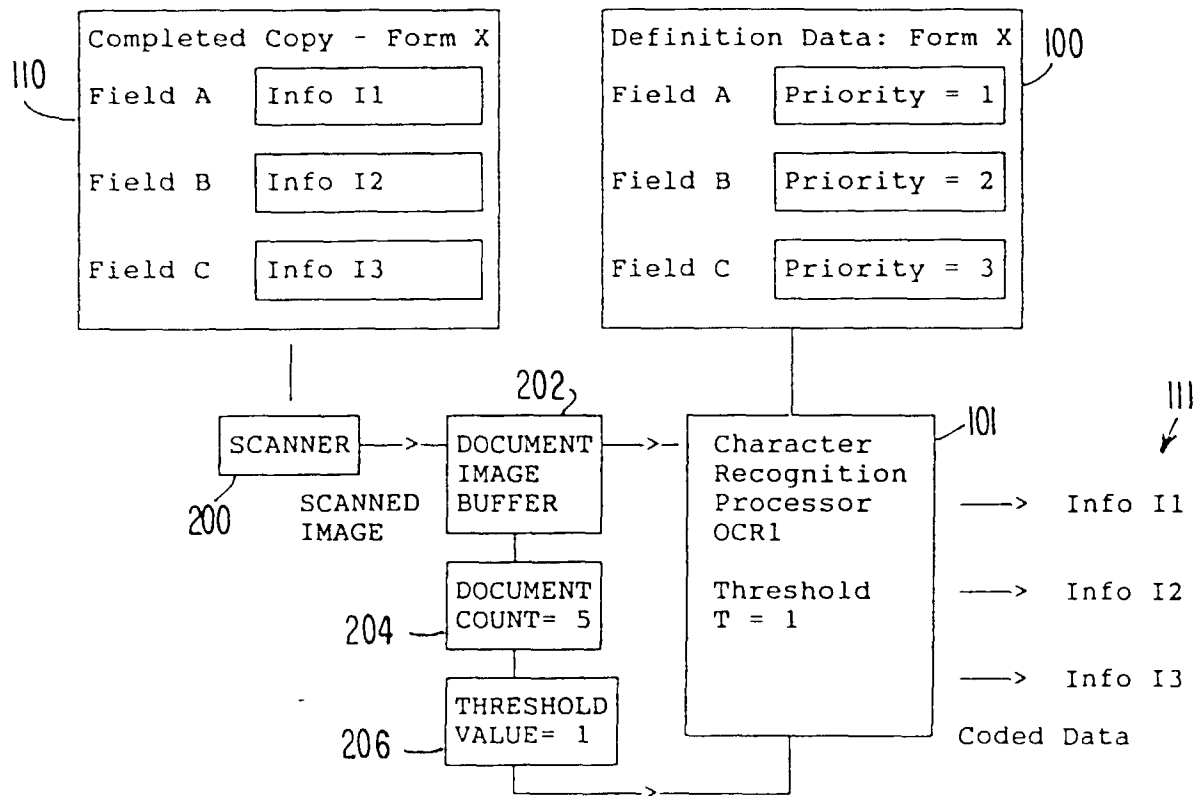 Completed Copy - Form X
110
Field A Info I1
Field B Info I2
Field C Info I3
Definition Data: Form X
100
Field A Priority = 1
Field B Priority = 2
Field C Priority = 3
SCANNER
200
SCANNED
IMAGE
202
DOCUMENT
IMAGE
BUFFER
DOCUMENT
COUNT= 5
204
THRESHOLD
VALUE= 1
206
101
Character
Recognition
Processor
OCR1
Threshold
T = 1
111
Info I1
Info I2
Info I3
Coded Data